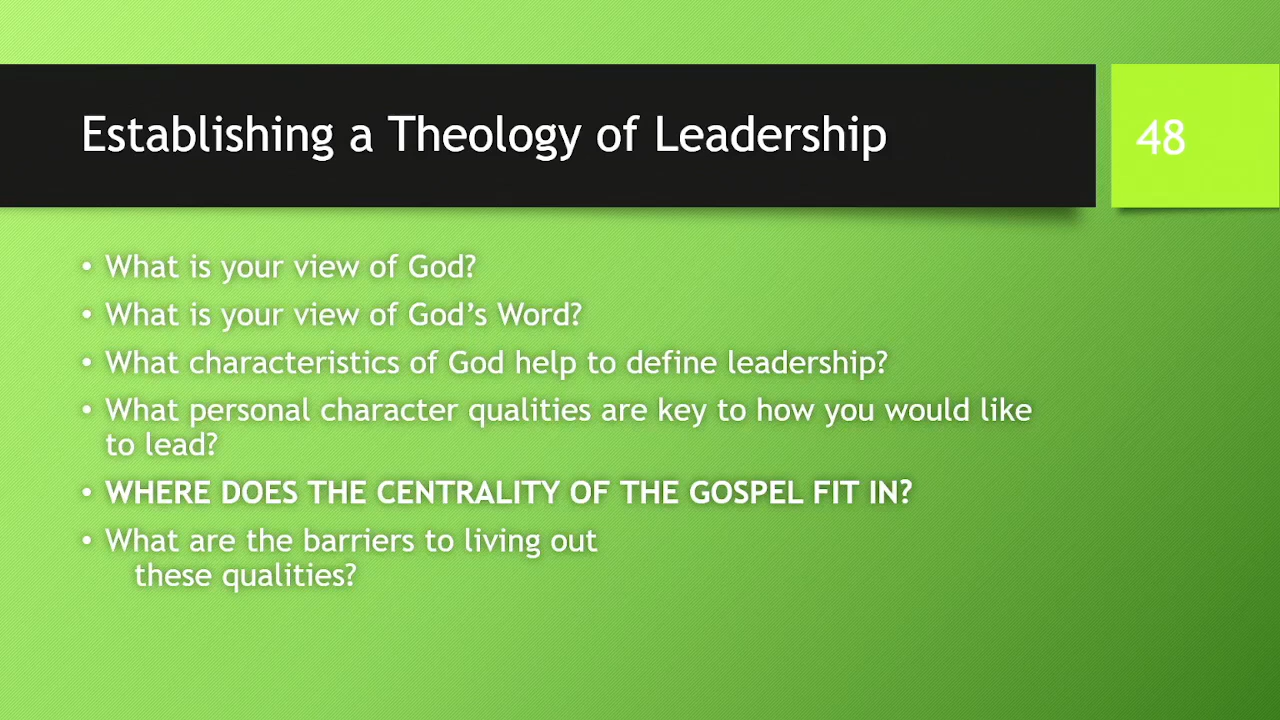 Establishing a Theology of Leadership
48
• What is your view of God?
• What is your view of God’s Word?
• What characteristics of God help to define leadership?
• What personal character qualities are key to how you would like
to lead?
• WHERE DOES THE CENTRALITY OF THE GOSPEL FIT IN?
• What are the barriers to living out
these qualities?